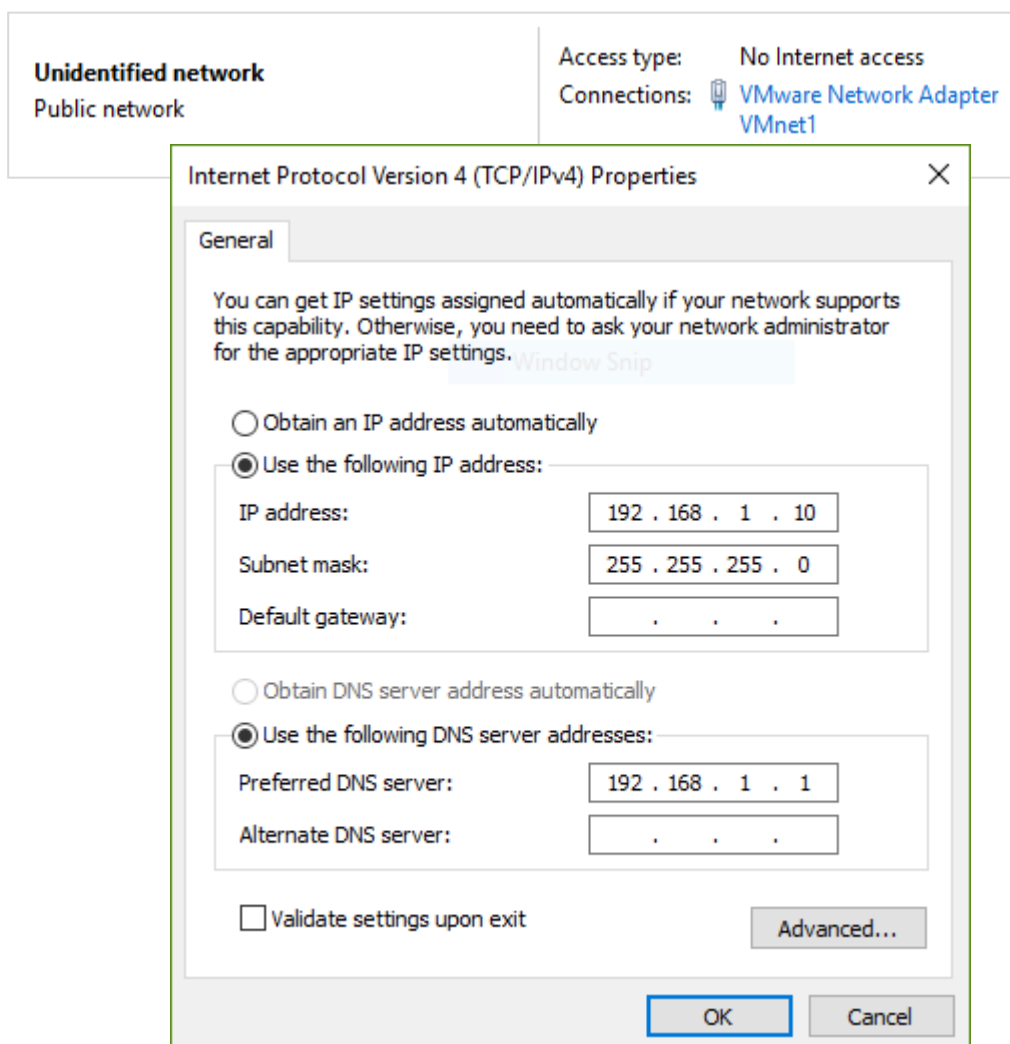 Unidentified network
Public network
Access type: No Internet access
Connections: VMware Network Adapter
VMnet1
Internet Protocol Version 4 (TCP/IPv4) Properties
General
You can get IP settings assigned automatically if your network supports
this capability. Otherwise, you need to ask your network administrator
for the appropriate IP settings.
Window Snip
Obtain an IP address automatically
Use the following IP address:
IP address: 192 . 168 . 1 . 10
Subnet mask: 255 . 255 . 255 . 0
Default gateway: . . .
Obtain DNS server address automatically
Use the following DNS server addresses:
Preferred DNS server: 192 . 168 . 1 . 1
Alternate DNS server: . . .
Validate settings upon exit
Advanced...
OK Cancel